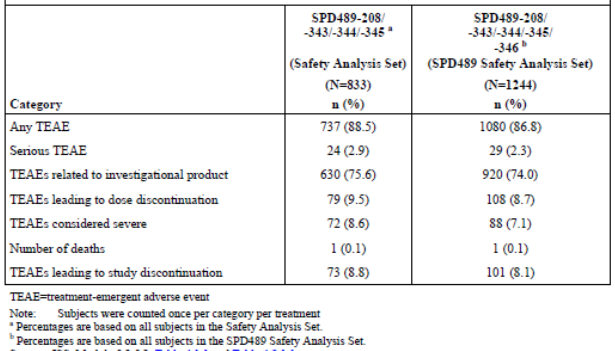 SPD489-208/ SPD489-208/
-343/-344/-345 a -343/-344/-345/
-346 b
(Safety Analysis Set) (SPD489 Safety Analysis Set)
(N=833) (N=1244)
Category n (%) n (%)
Any TEAE 737 (88.5) 1080 (86.8)
Serious TEAE 24 (2.9) 29 (2.3)
TEAEs related to investigational product 630 (75.6) 920 (74.0)
TEAEs leading to dose discontinuation 79 (9.5) 108 (8.7)
TEAEs considered severe 72 (8.6) 88 (7.1)
Number of deaths 1 (0.1) 1 (0.1)
TEAEs leading to study discontinuation 73 (8.8) 101 (8.1)
TEAE=treatment-emergent adverse event
Note: Subjects were counted once per category per treatment
a Percentages are based on all subjects in the Safety Analysis Set.
b Percentages are based on all subjects in the SPD489 Safety Analysis Set.